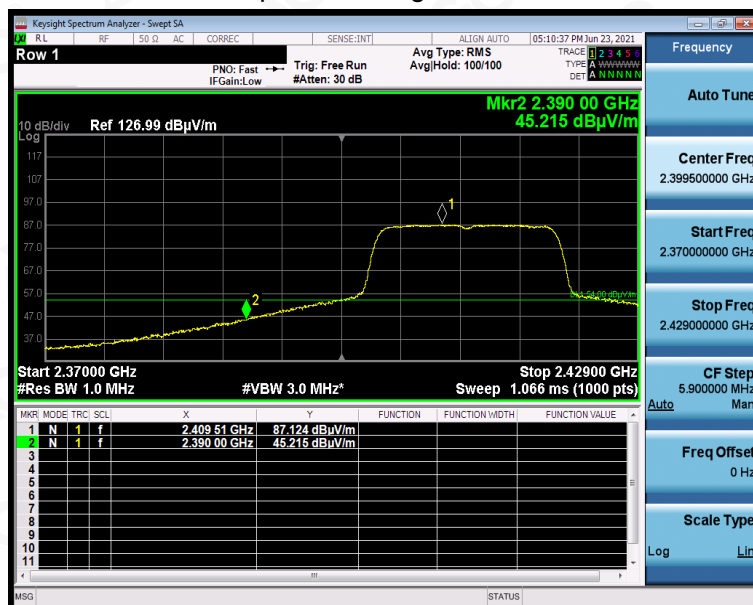 Keysight Spectrum Analyzer - Swept SA
RL RF 50 Ω AC CORREC SENSE:INT ALIGN AUTO 05:10:37 PM Jun 23, 2021
Row 1
PNO: Fast
IFGain:Low
Trig: Free Run
#Atten: 30 dB
Avg Type: RMS
Avg|Hold: 100/100
TRACE 1 2 3 4 5 6
TYPE A WWWWW
DET A N N N N N
Mkr2 2.390 00 GHz
45.215 dBµV/m
10 dB/div Ref 126.99 dBµV/m
Log
117
107
97.0
87.0
77.0
67.0
57.0
47.0
37.0
1
2
Start 2.37000 GHz Stop 2.42900 GHz
#Res BW 1.0 MHz #VBW 3.0 MHz* Sweep 1.066 ms (1000 pts)
MKR MODE TRC SCL X Y FUNCTION FUNCTION WIDTH FUNCTION VALUE
1 N 1 f 2.409 51 GHz 87.124 dBµV/m
2 N 1 f 2.390 00 GHz 45.215 dBµV/m
3
4
5
6
7
8
9
10
11
MSG STATUS
Frequency
Auto Tune
Center Freq
2.399500000 GHz
Start Freq
2.370000000 GHz
Stop Freq
2.429000000 GHz
CF Step
5.900000 MHz
Auto Man
Freq Offset
0 Hz
Scale Type
Log Lin